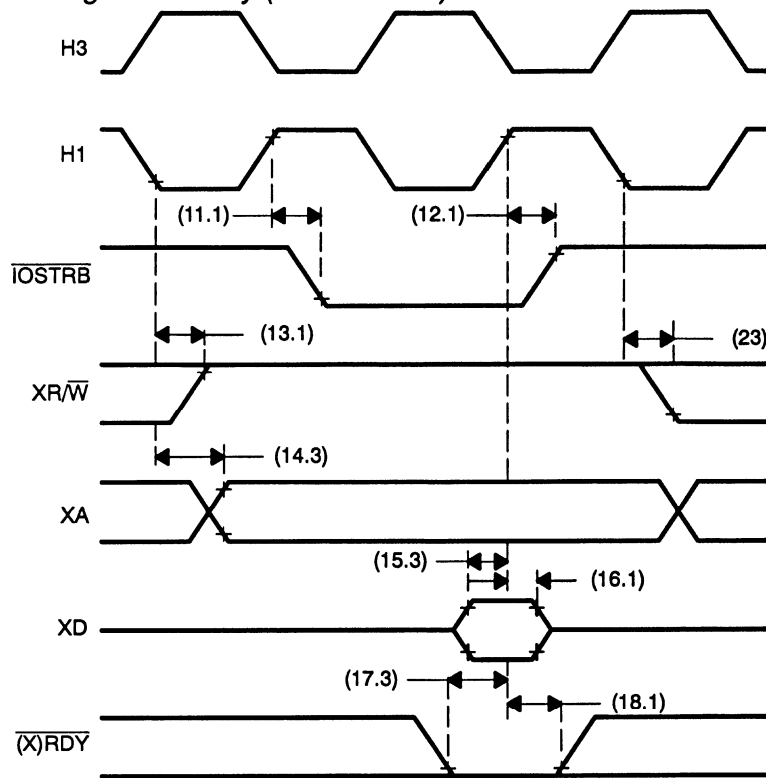 H3
H1
(11.1)
(12.1)
IOSTRB
(13.1)
(23)
XR/W
(14.3)
XA
(15.3)
(16.1)
XD
(17.3)
(18.1)
(X)RDY